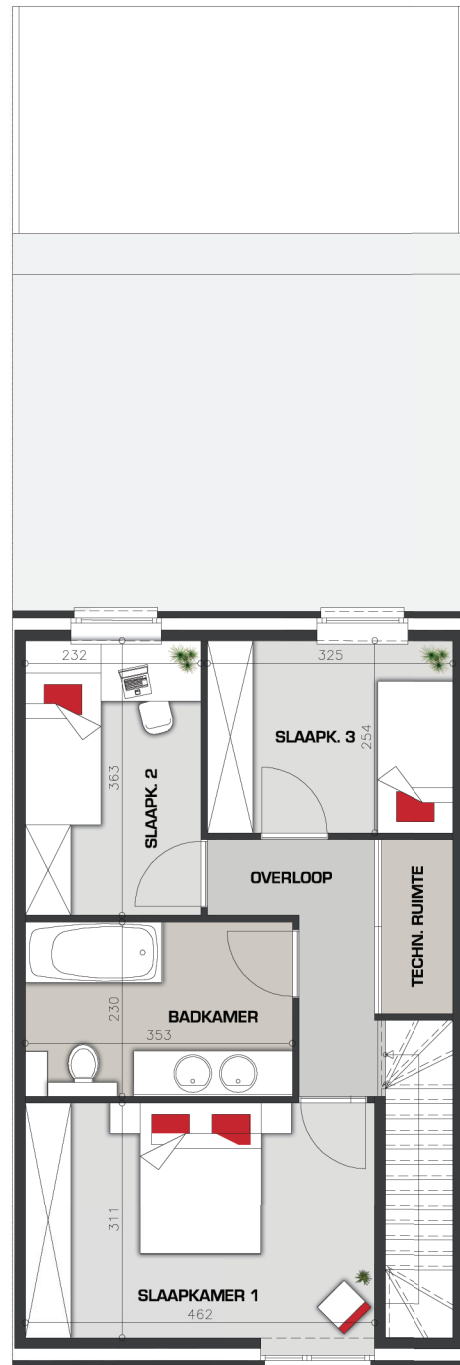 232
325
SLAAPK. 3
254
363
SLAAPK. 2
OVERLOOP
TECHN. RUIMTE
BADKAMER
230
353
311
SLAAPKAMER 1
462